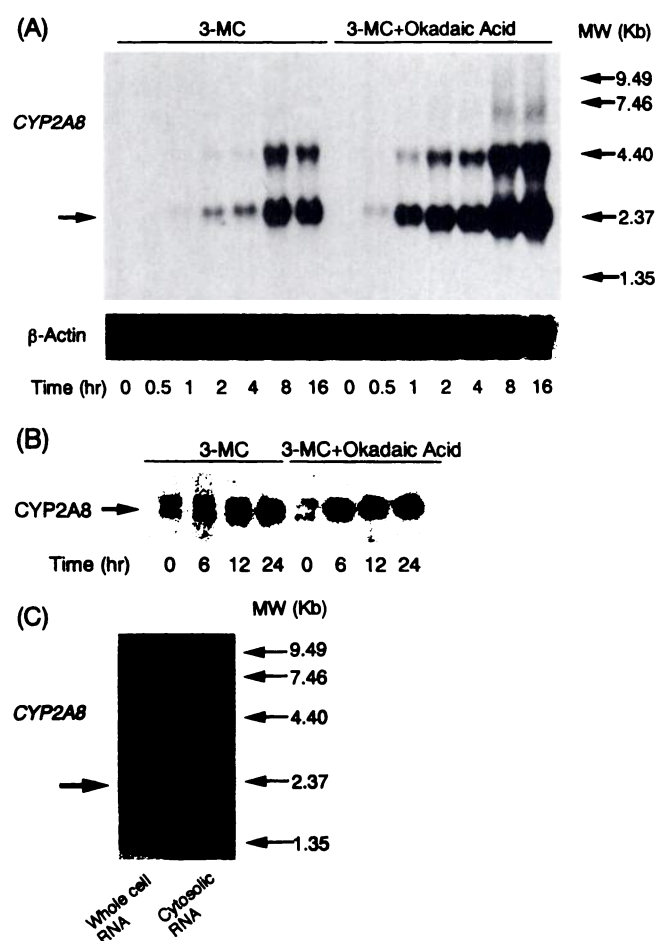 (A)
3-MC 3-MC+Okadaic Acid MW (Kb)
CYP2A8
9.49
7.46
4.40
2.37
1.35
β-Actin
Time (hr) 0 0.5 1 2 4 8 16 0 0.5 1 2 4 8 16
(B)
3-MC 3-MC+Okadaic Acid
CYP2A8
Time (hr) 0 6 12 24 0 6 12 24
(C)
MW (Kb)
CYP2A8
9.49
7.46
4.40
2.37
1.35
Whole cell RNA
Cytosolic RNA